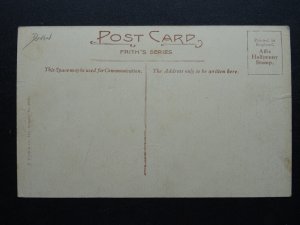 POST CARD
FRITH'S SERIES
This Space may be used for Communication.
The Address only to be written here.
Printed in
England.
Affix
Halfpenny
Stamp.